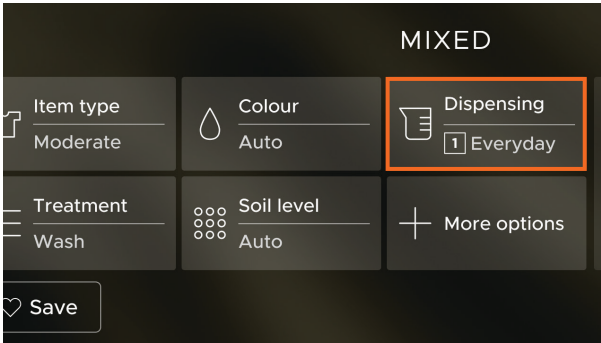 MIXED
Item type
Moderate
Colour
Auto
Dispensing
1 Everyday
Treatment
Wash
Soil level
Auto
More options
Save